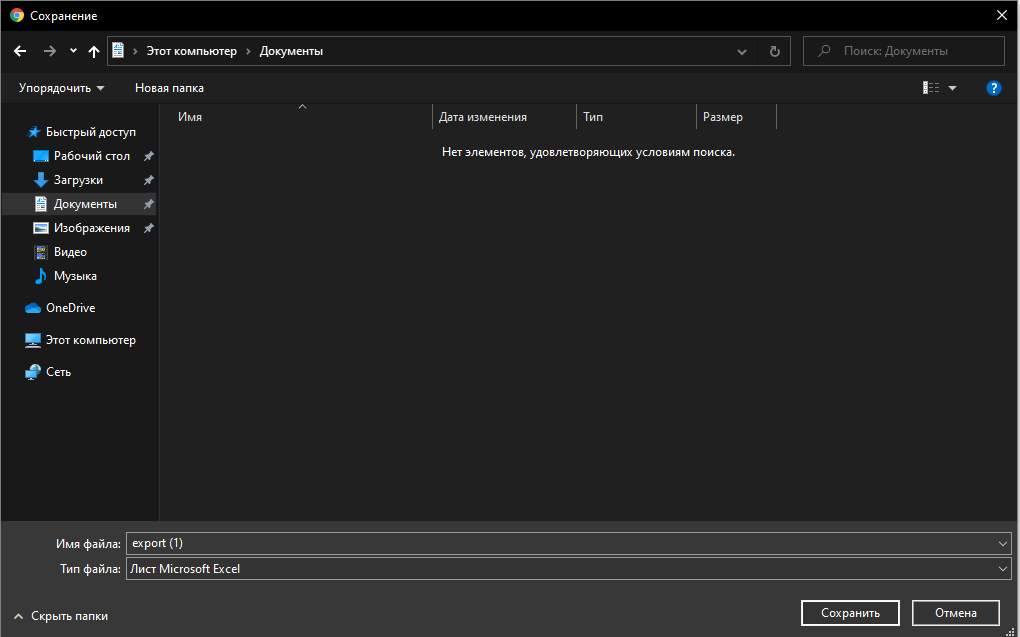 Сохранение
Этот компьютер Документы
Поиск: Документы
Упорядочить Новая папка
?
Имя Дата изменения Тип Размер
Нет элементов, удовлетворяющих условиям поиска.
Быстрый доступ
Рабочий стол
Загрузки
Документы
Изображения
Видео
Музыка
OneDrive
Этот компьютер
Сеть
Имя файла: export (1)
Тип файла: Лист Microsoft Excel
Скрыть папки Сохранить Отмена